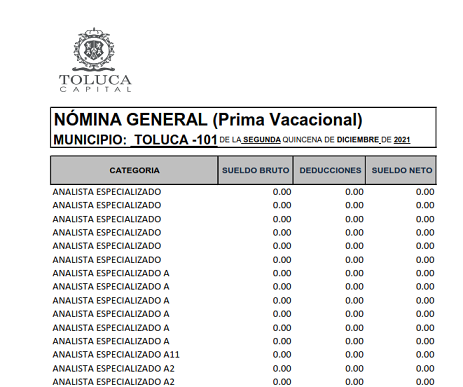 TOLUCA
CAPITAL
NÓMINA GENERAL (Prima Vacacional)
MUNICIPIO: TOLUCA -101 DE LA SEGUNDA QUINCENA DE DICIEMBRE DE 2021
CATEGORIA SUELDO BRUTO DEDUCCIONES SUELDO NETO
ANALISTA ESPECIALIZADO 0.00 0.00 0.00
ANALISTA ESPECIALIZADO 0.00 0.00 0.00
ANALISTA ESPECIALIZADO 0.00 0.00 0.00
ANALISTA ESPECIALIZADO 0.00 0.00 0.00
ANALISTA ESPECIALIZADO 0.00 0.00 0.00
ANALISTA ESPECIALIZADO 0.00 0.00 0.00
ANALISTA ESPECIALIZADO A 0.00 0.00 0.00
ANALISTA ESPECIALIZADO A 0.00 0.00 0.00
ANALISTA ESPECIALIZADO A 0.00 0.00 0.00
ANALISTA ESPECIALIZADO A 0.00 0.00 0.00
ANALISTA ESPECIALIZADO A 0.00 0.00 0.00
ANALISTA ESPECIALIZADO A 0.00 0.00 0.00
ANALISTA ESPECIALIZADO A11 0.00 0.00 0.00
ANALISTA ESPECIALIZADO A2 0.00 0.00 0.00
ANALISTA ESPECIALIZADO A2 0.00 0.00 0.00